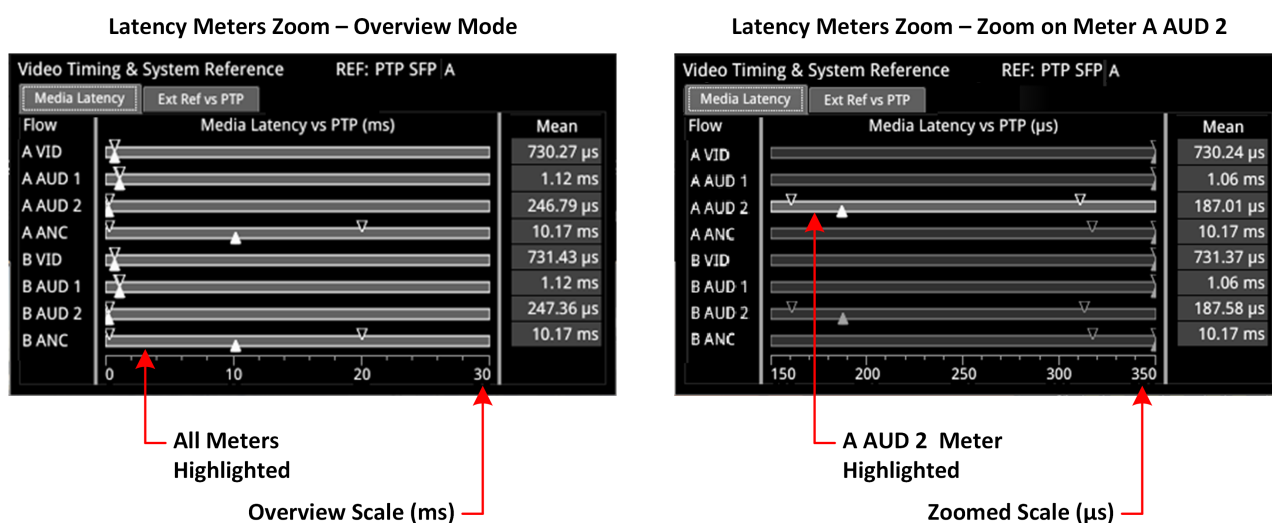 Latency Meters Zoom – Overview Mode
Video Timing & System Reference REF: PTP SFP A
Media Latency Ext Ref vs PTP
Flow Media Latency vs PTP (ms) Mean
A VID 730.27 µs
A AUD 1 1.12 ms
A AUD 2 246.79 µs
A ANC 10.17 ms
B VID 731.43 µs
B AUD 1 1.12 ms
B AUD 2 247.36 µs
B ANC 10.17 ms
0 10 20 30
All Meters
Highlighted
Overview Scale (ms)
Latency Meters Zoom – Zoom on Meter A AUD 2
Video Timing & System Reference REF: PTP SFP A
Media Latency Ext Ref vs PTP
Flow Media Latency vs PTP (µs) Mean
A VID 730.24 µs
A AUD 1 1.06 ms
A AUD 2 187.01 µs
A ANC 10.17 ms
B VID 731.37 µs
B AUD 1 1.06 ms
B AUD 2 187.58 µs
B ANC 10.17 ms
150 200 250 300 350
A AUD 2 Meter
Highlighted
Zoomed Scale (µs)